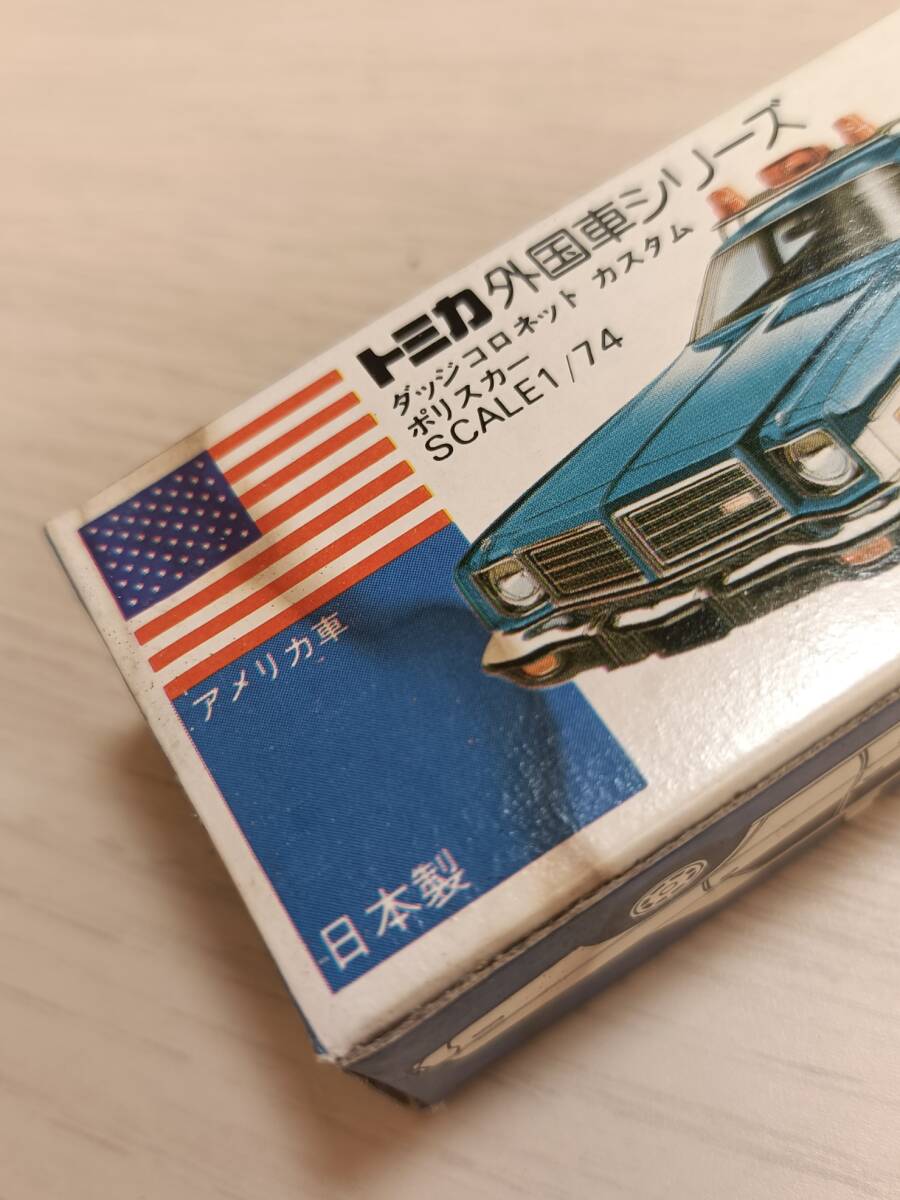 トミカ 外国車シリーズ
ダッジコロネット カスタム
ポリスカー
SCALE1/74
アメリカ車
日本製